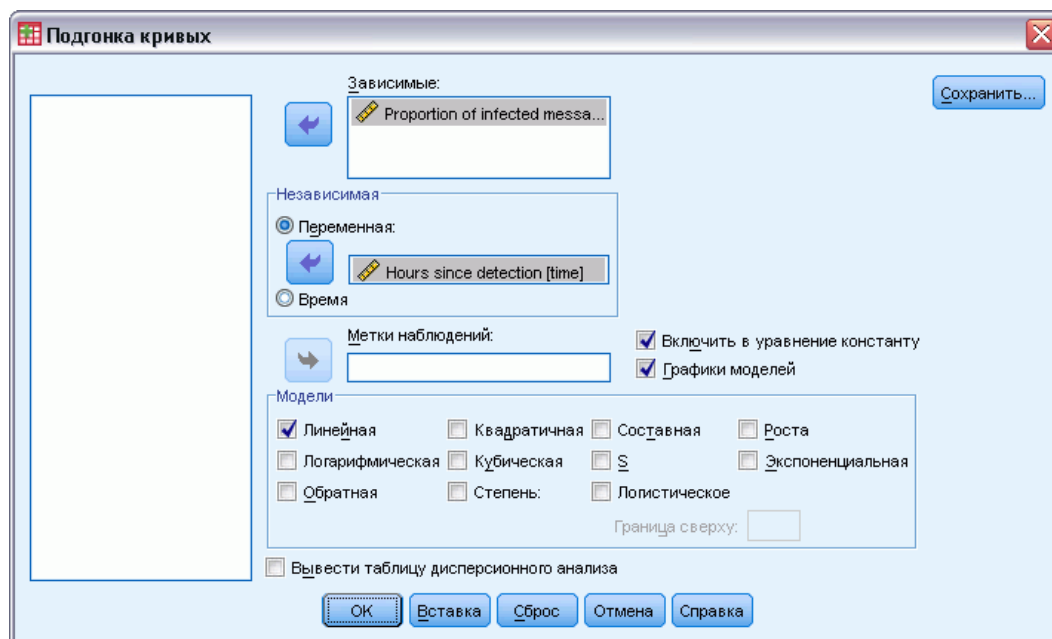 Подгонка кривых
Зависимые:
Proportion of infected messa...
Сохранить...
Независимая
Переменная:
Hours since detection [time]
Время
Метки наблюдений:
Включить в уравнение константу
Графики моделей
Модели
Линейная Квадратичная Составная Роста
Логарифмическая Кубическая S Экспоненциальная
Обратная Степень: Логистическое
Граница сверху:
Вывести таблицу дисперсионного анализа
OK Вставка Сброс Отмена Справка